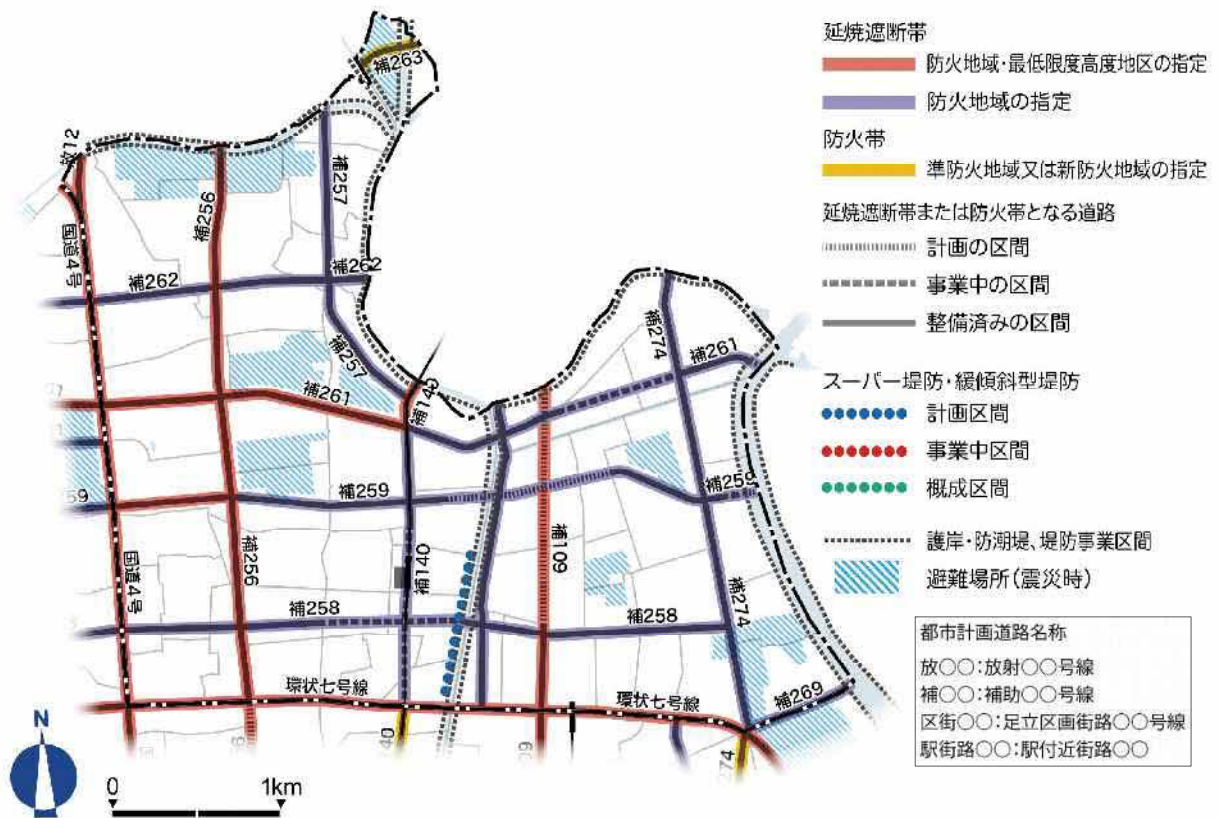 延焼遮断帯
防火地域・最低限度高度地区の指定
防火地域の指定
防火帯
準防火地域又は新防火地域の指定
延焼遮断帯または防火帯となる道路
計画の区間
事業中の区間
整備済みの区間
スーパー堤防・緩傾斜型堤防
計画区間
事業中区間
概成区間
護岸・防潮堤、堤防事業区間
避難場所（震災時）
都市計画道路名称
放○○：放射○○号線
補○○：補助○○号線
区街○○：足立区画街路○○号線
駅街路○○：駅付近街路○○
補263
放12
補256
補257
国道4号
補262
補262
補257
補261
補140
補274
補261
259
補259
補259
国道4号
補256
補140
補109
補258
補258
補274
環状七号線
環状七号線
補269
40
09
274
N
0
1km